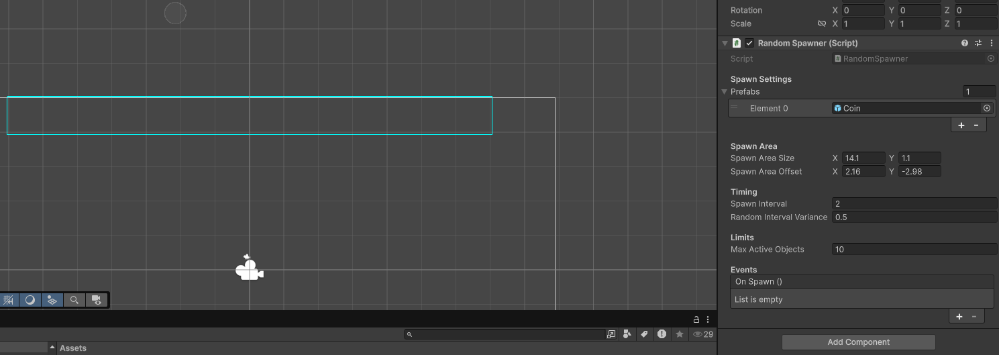 Rotation X 0 Y 0 Z 0
Scale X 1 Y 1 Z 1
# Random Spawner (Script)
Script RandomSpawner
Spawn Settings
Prefabs 1
Element 0 Coin
+ -
Spawn Area
Spawn Area Size X 14.1 Y 1.1
Spawn Area Offset X 2.16 Y -2.98
Timing
Spawn Interval 2
Random Interval Variance 0.5
Limits
Max Active Objects 10
Events
On Spawn ()
List is empty
+ -
Add Component
29
Assets